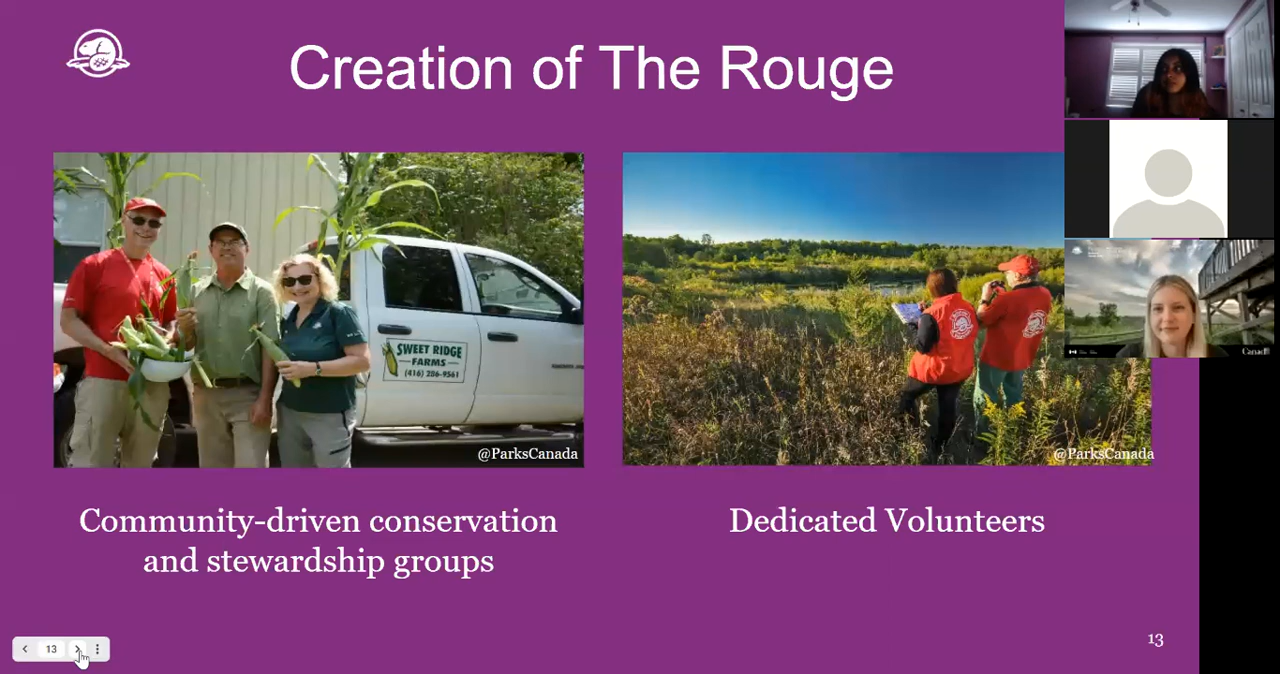 Creation of The Rouge
SWEET RIDGE
FARMS
(416) 286-9561
@ParksCanada
@ParksCanada
Community-driven conservation
and stewardship groups
Dedicated Volunteers
13
13
Canada